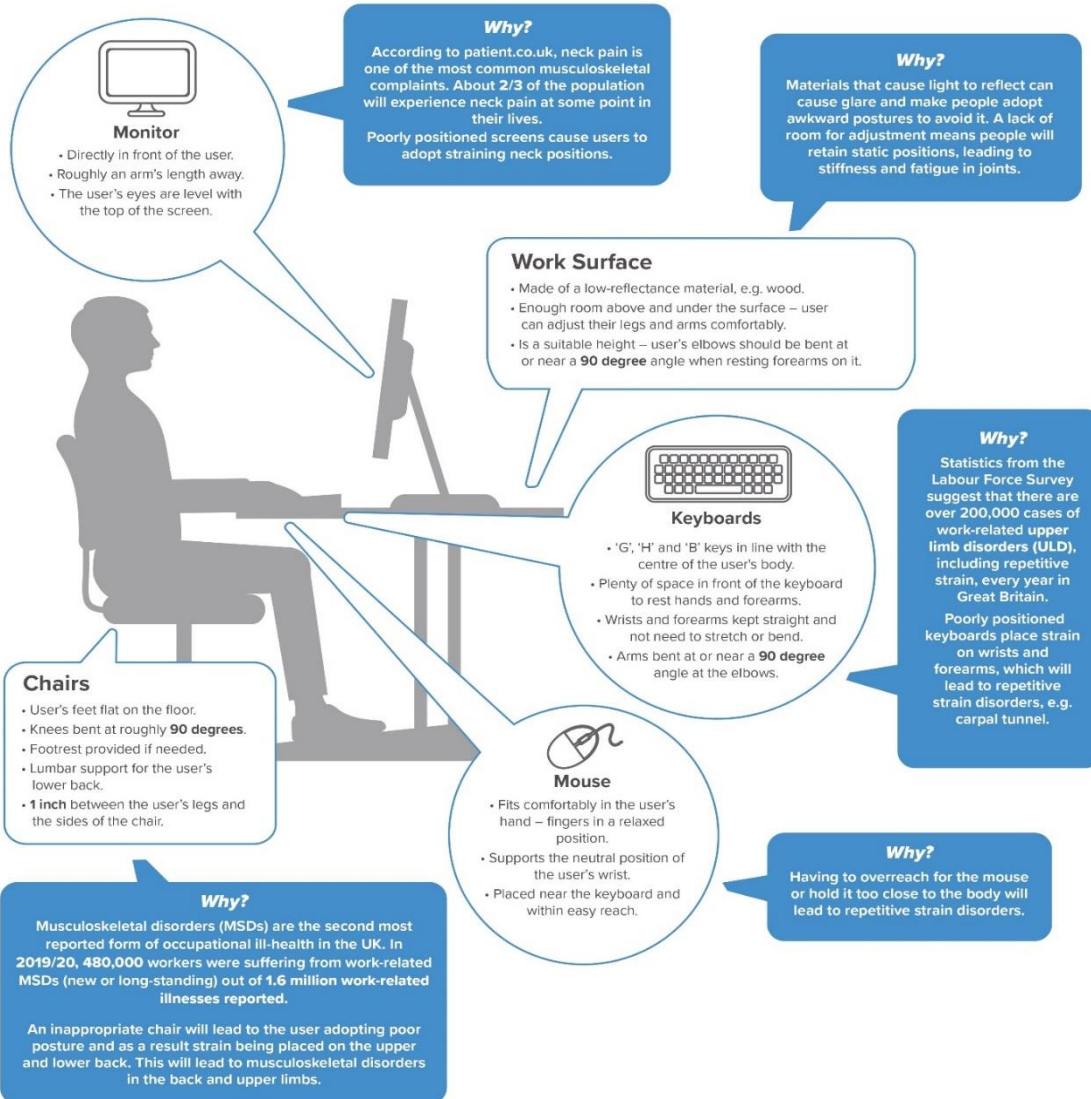 Monitor
• Directly in front of the user.
• Roughly an arm's length away.
• The user's eyes are level with
the top of the screen.
Why?
According to patient.co.uk, neck pain is
one of the most common musculoskeletal
complaints. About 2/3 of the population
will experience neck pain at some point in
their lives.
Poorly positioned screens cause users to
adopt straining neck positions.
Why?
Materials that cause light to reflect can
cause glare and make people adopt
awkward postures to avoid it. A lack of
room for adjustment means people will
retain static positions, leading to
stiffness and fatigue in joints.
Work Surface
• Made of a low-reflectance material, e.g. wood.
• Enough room above and under the surface – user
can adjust their legs and arms comfortably.
• Is a suitable height – user's elbows should be bent at
or near a 90 degree angle when resting forearms on it.
Keyboards
• 'G', 'H' and 'B' keys in line with the
centre of the user's body.
• Plenty of space in front of the keyboard
to rest hands and forearms.
• Wrists and forearms kept straight and
not need to stretch or bend.
• Arms bent at or near a 90 degree
angle at the elbows.
Why?
Statistics from the
Labour Force Survey
suggest that there are
over 200,000 cases of
work-related upper
limb disorders (ULD),
including repetitive
strain, every year in
Great Britain.
Poorly positioned
keyboards place strain
on wrists and
forearms, which will
lead to repetitive
strain disorders, e.g.
carpal tunnel.
Chairs
• User's feet flat on the floor.
• Knees bent at roughly 90 degrees.
• Footrest provided if needed.
• Lumbar support for the user's
lower back.
• 1 inch between the user's legs and
the sides of the chair.
Mouse
• Fits comfortably in the user's
hand – fingers in a relaxed
position.
• Supports the neutral position of
the user's wrist.
• Placed near the keyboard and
within easy reach.
Why?
Having to overreach for the mouse
or hold it too close to the body will
lead to repetitive strain disorders.
Why?
Musculoskeletal disorders (MSDs) are the second most
reported form of occupational ill-health in the UK. In
2019/20, 480,000 workers were suffering from work-related
MSDs (new or long-standing) out of 1.6 million work-related
illnesses reported.
An inappropriate chair will lead to the user adopting poor
posture and as a result strain being placed on the upper
and lower back. This will lead to musculoskeletal disorders
in the back and upper limbs.